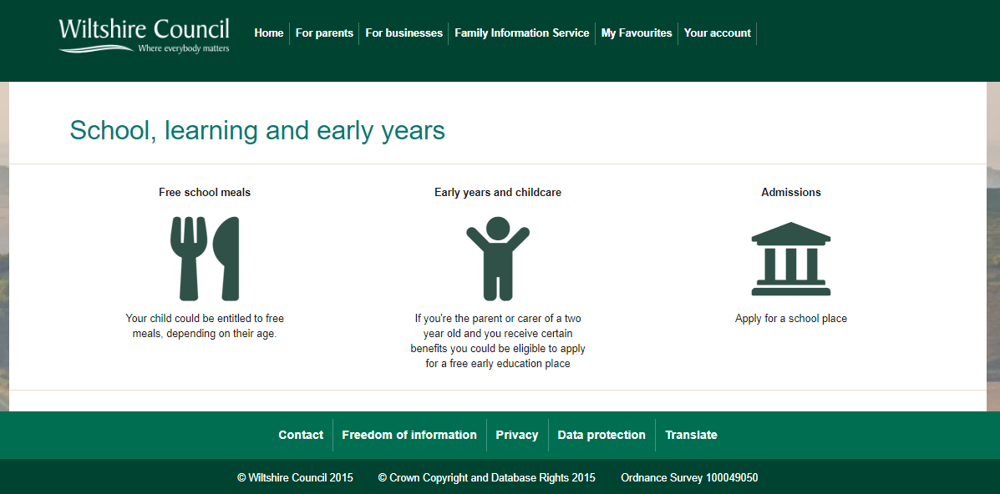 Wiltshire Council
Where everybody matters
Home For parents For businesses Family Information Service My Favourites Your account
School, learning and early years
Free school meals
Your child could be entitled to free
meals, depending on their age.
Early years and childcare
If you're the parent or carer of a two
year old and you receive certain
benefits you could be eligible to apply
for a free early education place
Admissions
Apply for a school place
Contact Freedom of information Privacy Data protection Translate
© Wiltshire Council 2015 © Crown Copyright and Database Rights 2015 Ordnance Survey 100049050